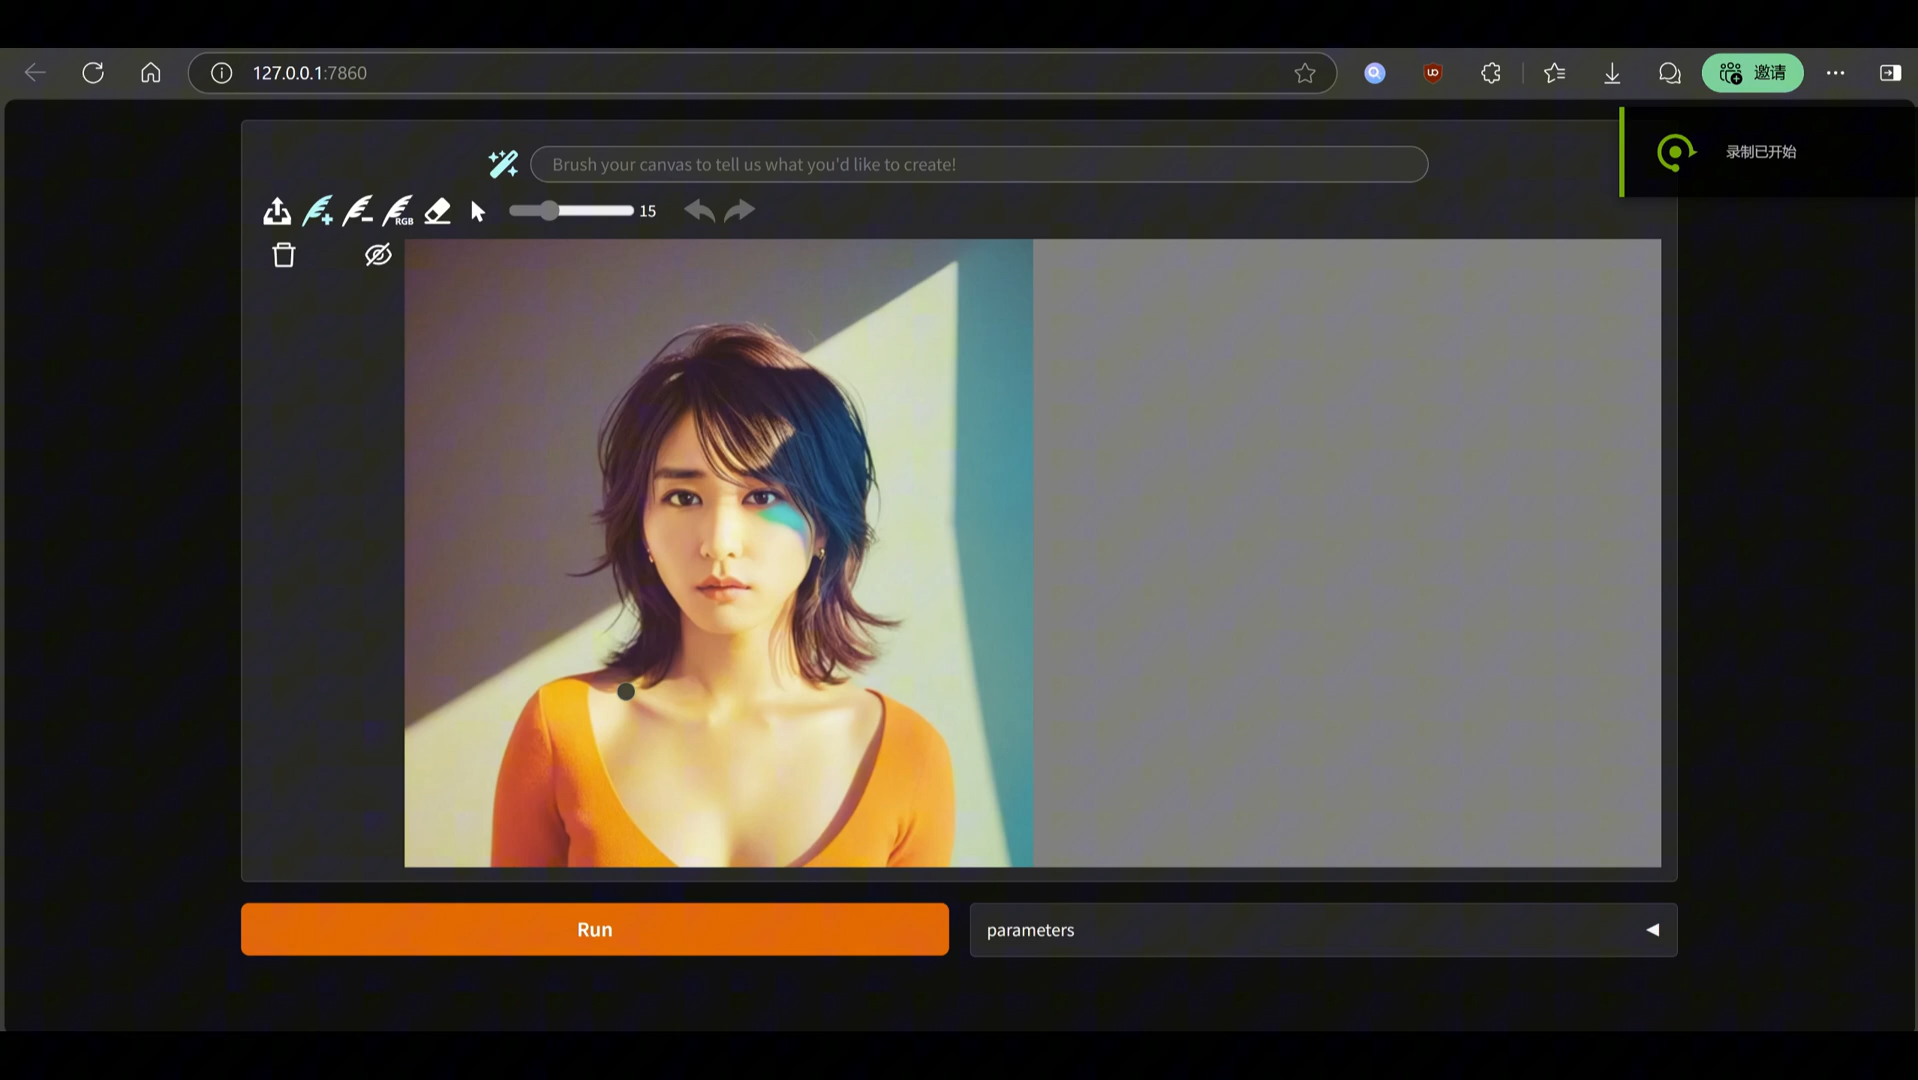 127.0.0.1:7860
邀请
录制已开始
Brush your canvas to tell us what you'd like to create!
RGB
15
Run
parameters